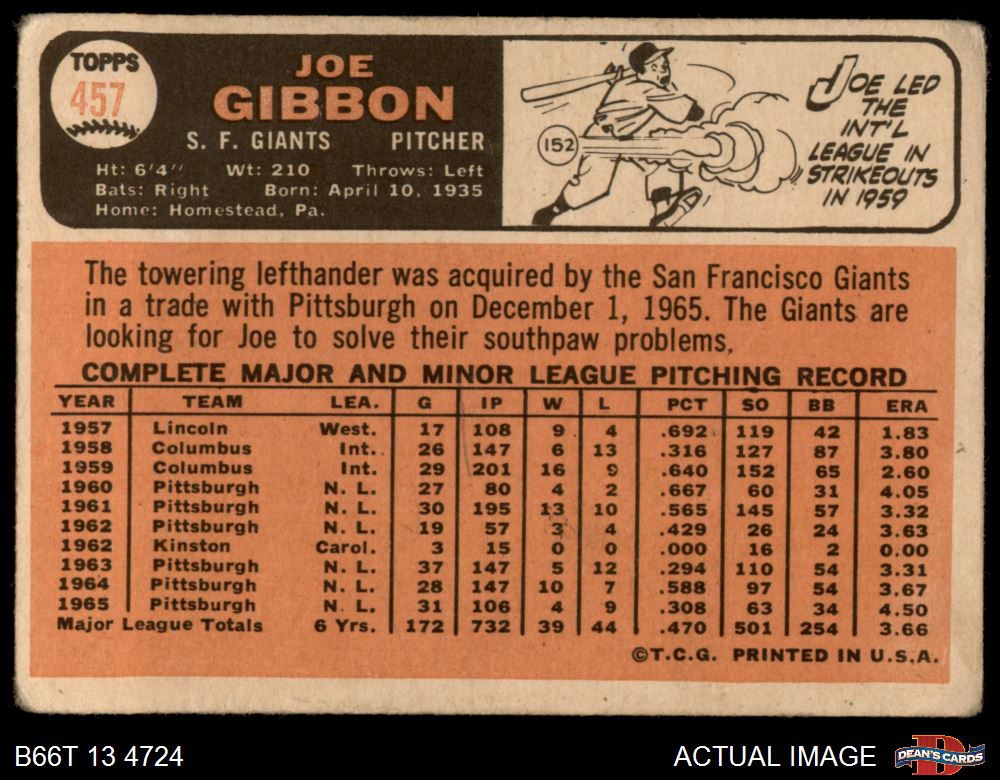 TOPPS
457
JOE
GIBBON
S. F. GIANTS PITCHER
Ht: 6'4" Wt: 210 Throws: Left
Bats: Right Born: April 10, 1935
Home: Homestead, Pa.
152
JOE LED
THE
INT'L
LEAGUE IN
STRIKEOUTS
IN 1959
The towering lefthander was acquired by the San Francisco Giants
in a trade with Pittsburgh on December 1, 1965. The Giants are
looking for Joe to solve their southpaw problems.
COMPLETE MAJOR AND MINOR LEAGUE PITCHING RECORD
YEAR TEAM LEA. G IP W L PCT SO BB ERA
1957 Lincoln West. 17 108 9 4 .692 119 42 1.83
1958 Columbus Int. 26 147 6 13 .316 127 87 3.80
1959 Columbus Int. 29 201 16 9 .640 152 65 2.60
1960 Pittsburgh N. L. 27 80 4 2 .667 60 31 4.05
1961 Pittsburgh N. L. 30 195 13 10 .565 145 57 3.32
1962 Pittsburgh N. L. 19 57 3 4 .429 26 24 3.63
1962 Kinston Carol. 3 15 0 0 .000 16 2 0.00
1963 Pittsburgh N. L. 37 147 5 12 .294 110 54 3.31
1964 Pittsburgh N. L. 28 147 10 7 .588 97 54 3.67
1965 Pittsburgh N. L. 31 106 4 9 .308 63 34 4.50
Major League Totals 6 Yrs. 172 732 39 44 .470 501 254 3.66
©T.C.G. PRINTED IN U.S.A.
B66T 13 4724
ACTUAL IMAGE
DEAN'S CARDS